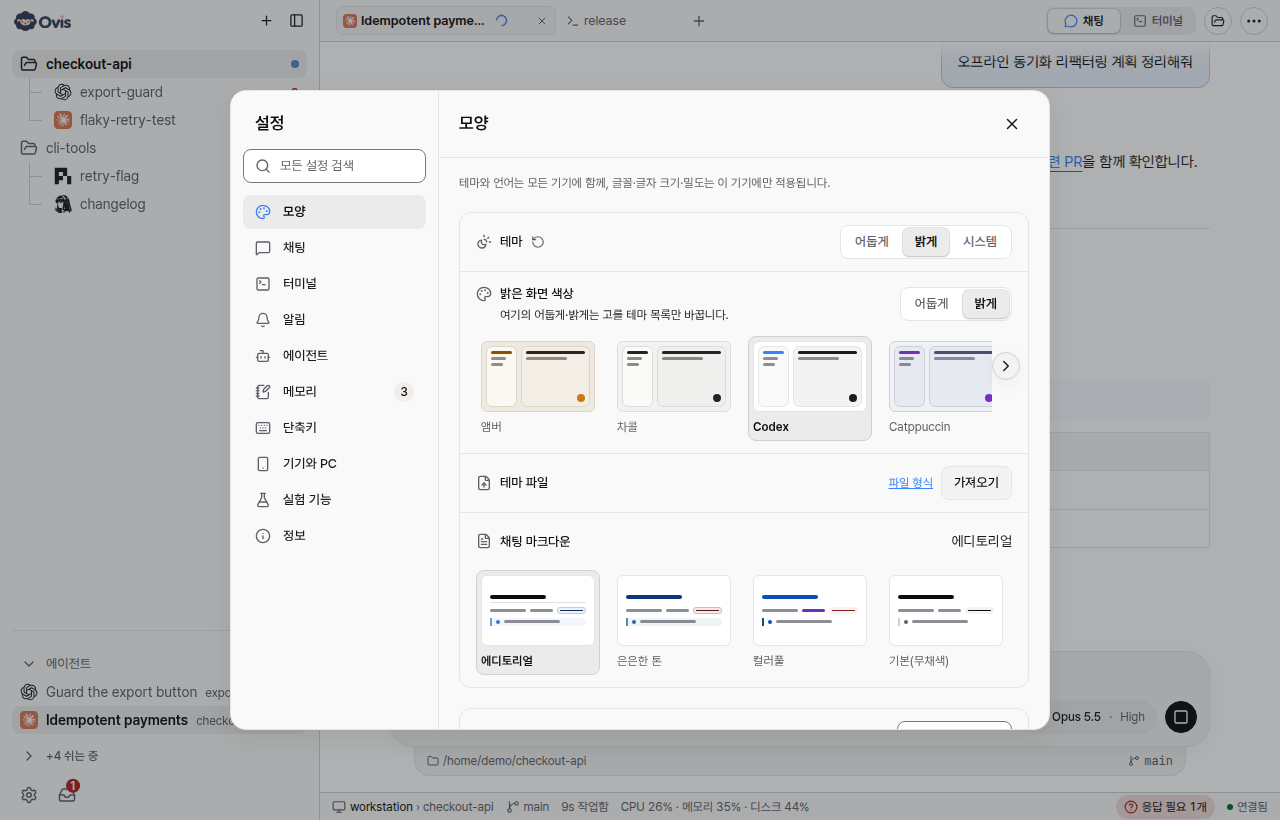 Ovis
Idempotent payme...
release
채팅
터미널
checkout-api
export-guard
flaky-retry-test
cli-tools
retry-flag
changelog
오프라인 동기화 리팩터링 계획 정리해줘
련 PR을 함께 확인합니다.
설정
모든 설정 검색
모양
채팅
터미널
알림
에이전트
메모리
3
단축키
기기와 PC
실험 기능
정보
모양
테마와 언어는 모든 기기에 함께, 글꼴·글자 크기·밀도는 이 기기에만 적용됩니다.
테마
어둡게
밝게
시스템
밝은 화면 색상
여기의 어둡게·밝게는 고를 테마 목록만 바꿉니다.
어둡게
밝게
앰버
차콜
Codex
Catppuccin
테마 파일
파일 형식
가져오기
채팅 마크다운
에디토리얼
에디토리얼
은은한 톤
컬러풀
기본(무채색)
에이전트
Guard the export button
Idempotent payments
+4 쉬는 중
1
Opus 5.5 · High
/home/demo/checkout-api
main
workstation › checkout-api
main
9s 작업함
CPU 26% · 메모리 35% · 디스크 44%
응답 필요 1개
연결됨